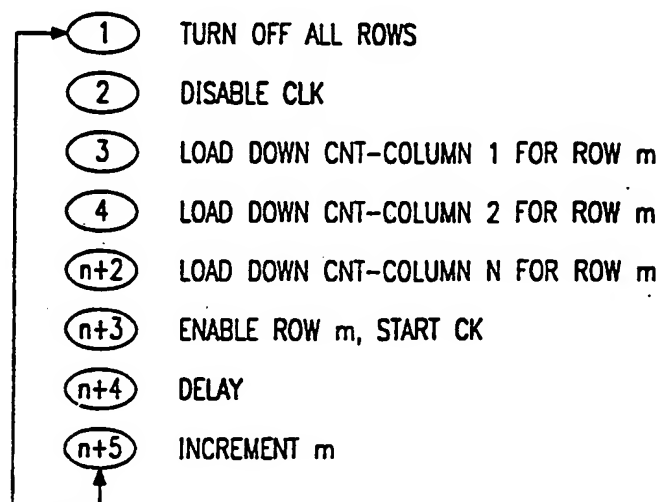 1 TURN OFF ALL ROWS
2 DISABLE CLK
3 LOAD DOWN CNT-COLUMN 1 FOR ROW m
4 LOAD DOWN CNT-COLUMN 2 FOR ROW m
n+2 LOAD DOWN CNT-COLUMN N FOR ROW m
n+3 ENABLE ROW m, START CK
n+4 DELAY
n+5 INCREMENT m